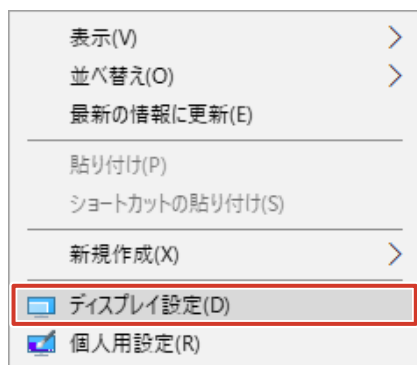 表示(V)
並べ替え(O)
最新の情報に更新(E)
貼り付け(P)
ショートカットの貼り付け(S)
新規作成(X)
ディスプレイ設定(D)
個人用設定(R)